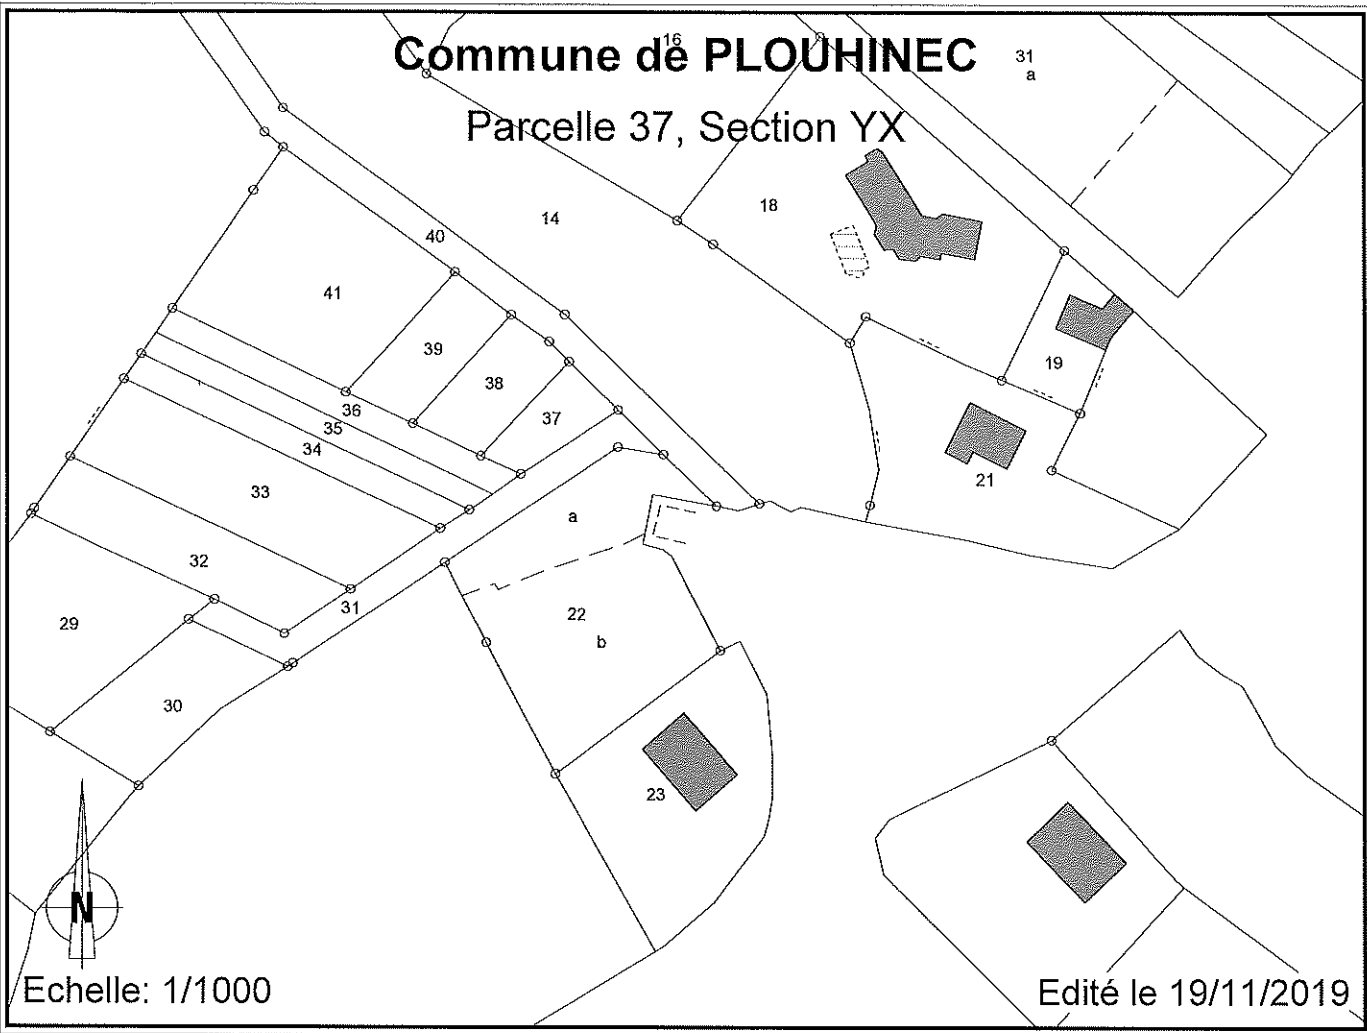 16
Commune de PLOUHINEC
31
a
Parcelle 37, Section YX
18
14
40
41
39
38
19
36
37
35
34
21
33
a
32
31
22
29
b
30
23
N
Echelle: 1/1000
Edité le 19/11/2019